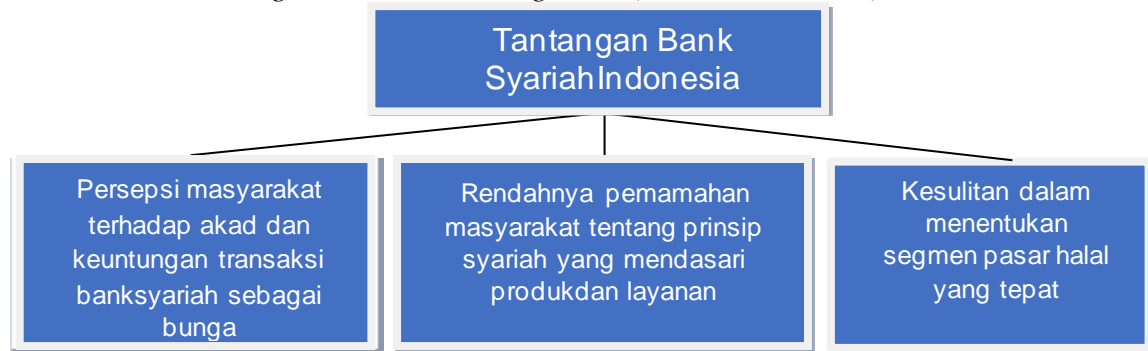 Tantangan Bank
SyariahIndonesia
Persepsi masyarakat
terhadap akad dan
keuntungan transaksi
banksyariah sebagai
bunga
Rendahnya pemamahan
masyarakat tentang prinsip
syariah yang mendasari
produkdan layanan
Kesulitan dalam
menentukan
segmen pasar halal
yang tepat